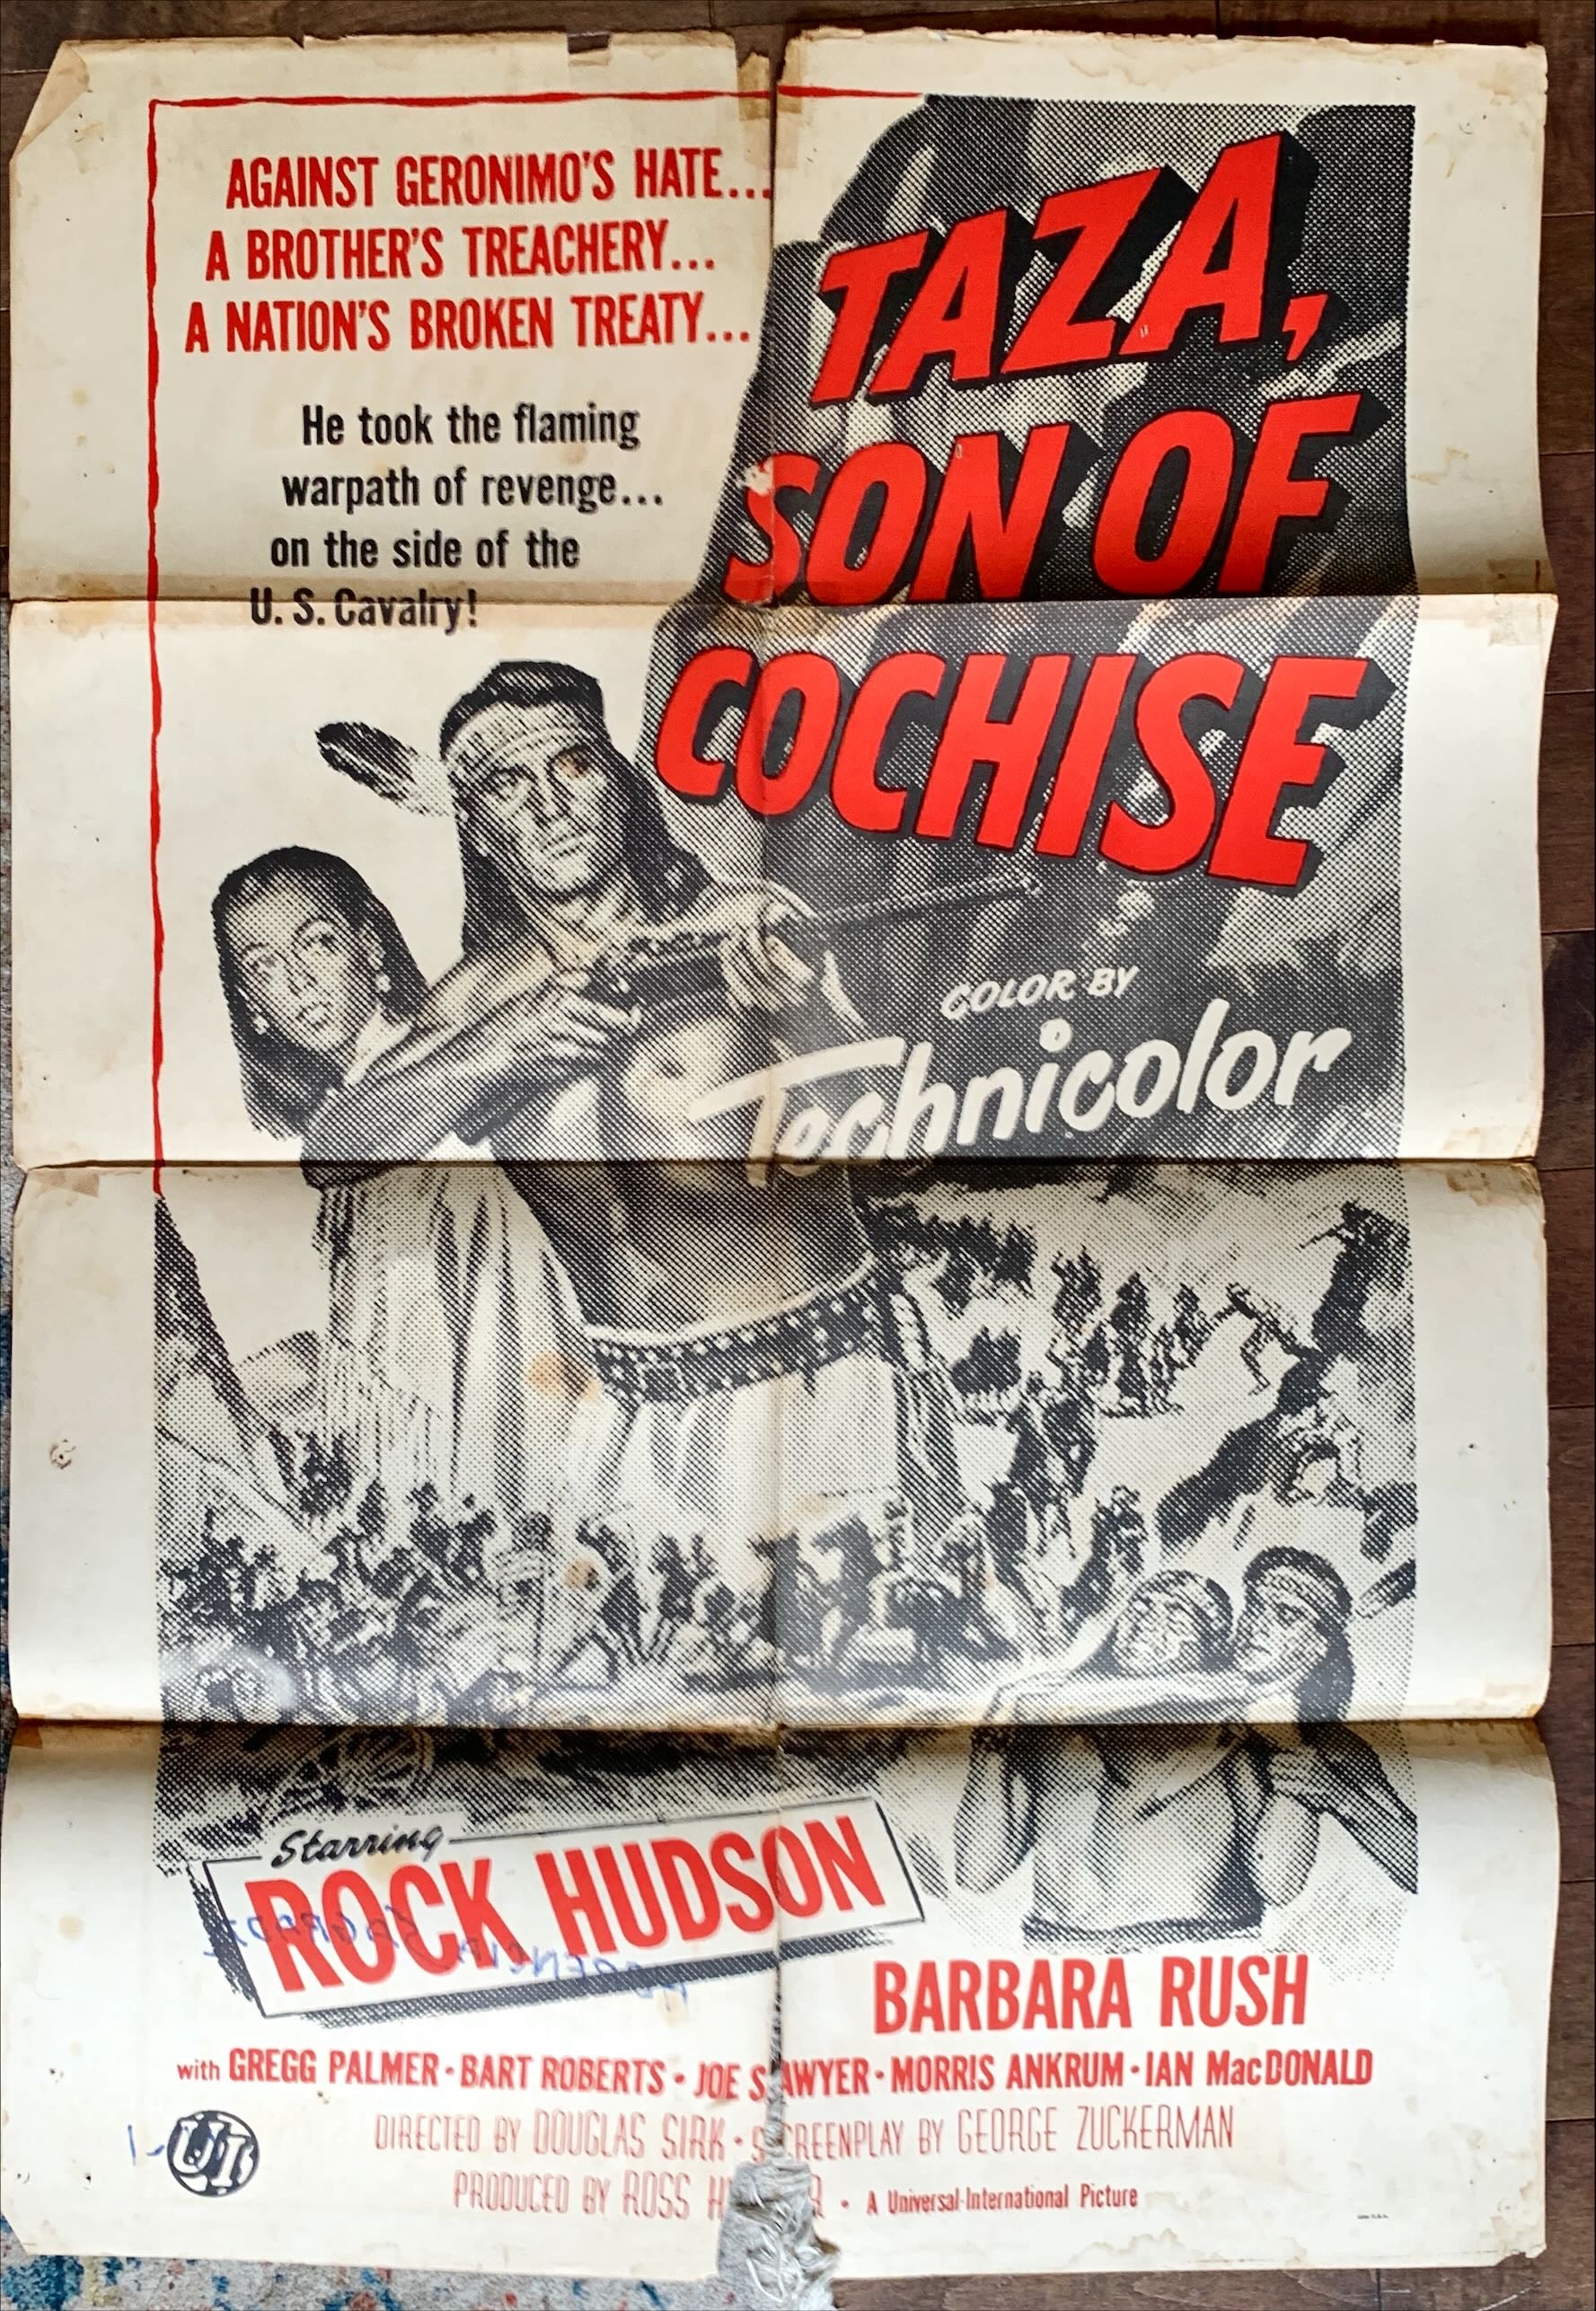 AGAINST GERONIMO'S HATE...
A BROTHER'S TREACHERY...
A NATION'S BROKEN TREATY...
He took the flaming
warpath of revenge...
on the side of the
U. S. Cavalry!
TAZA,
SON OF
COCHISE
COLOR BY
Technicolor
Starring
ROCK HUDSON
BARBARA RUSH
with GREGG PALMER · BART ROBERTS · JOE SAWYER · MORRIS ANKRUM · IAN MacDONALD
DIRECTED BY DOUGLAS SIRK · SCREENPLAY BY GEORGE ZUCKERMAN
PRODUCED BY ROSS H R · A Universal-International Picture
UI